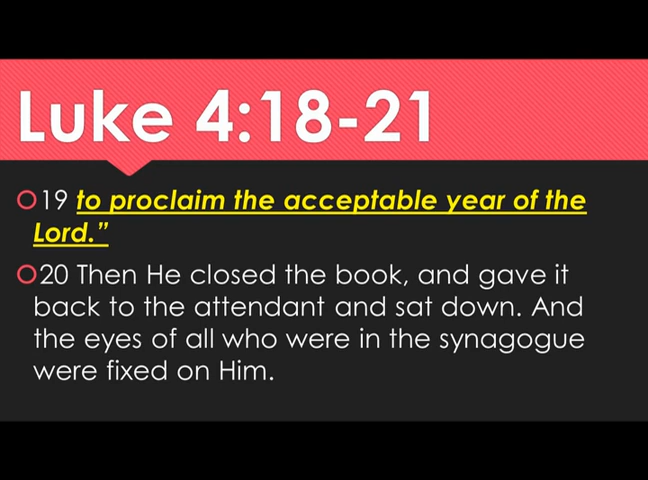 Luke 4:18-21
19 to proclaim the acceptable year of the
Lord.”
20 Then He closed the book, and gave it
back to the attendant and sat down. And
the eyes of all who were in the synagogue
were fixed on Him.